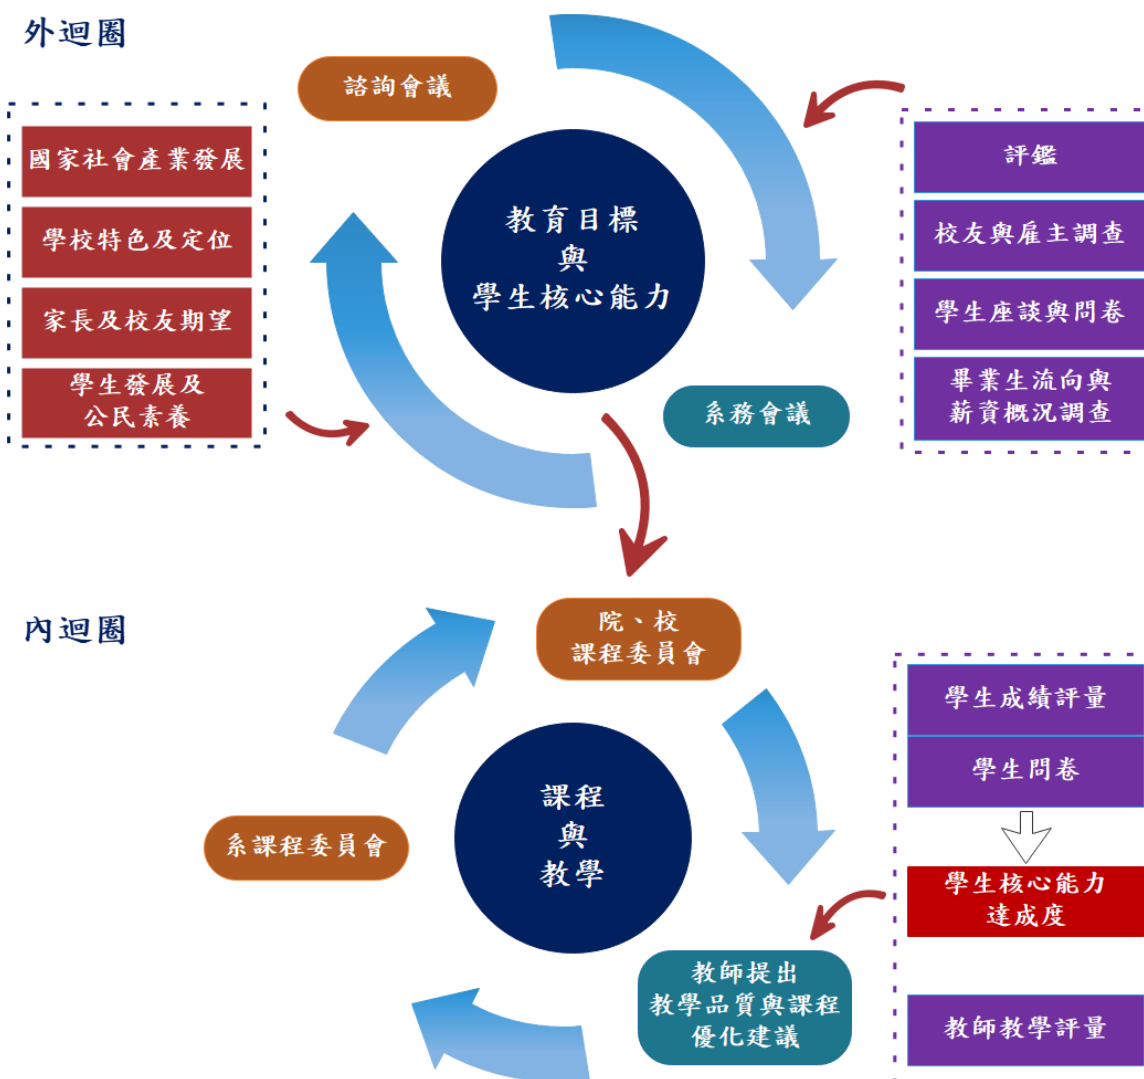 外迴圈
諮詢會議
國家社會產業發展
學校特色及定位
家長及校友期望
學生發展及
公民素養
教育目標
與
學生核心能力
評鑑
校友與雇主調查
學生座談與問卷
畢業生流向與
薪資概況調查
系務會議
內迴圈
院、校
課程委員會
系課程委員會
課程
與
教學
學生成績評量
學生問卷
學生核心能力
達成度
教師提出
教學品質與課程
優化建議
教師教學評量